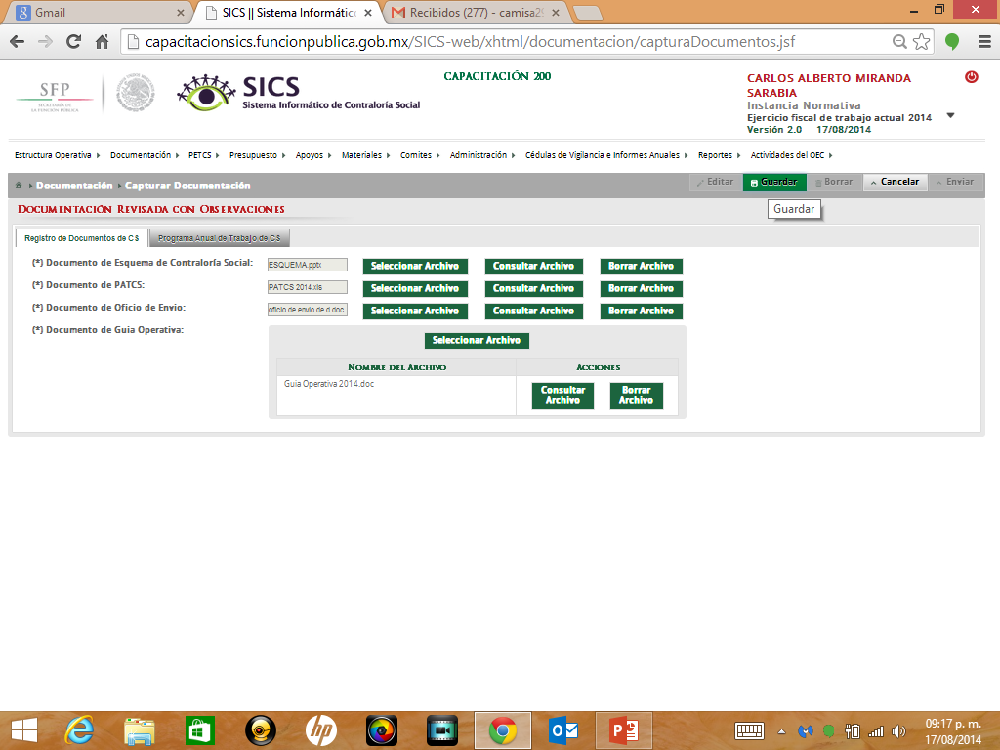 Gmail
SICS || Sistema Informátic
Recibidos (277) - camisa29
capacitacionsics.funcionpublica.gob.mx/SICS-web/xhtml/documentacion/capturaDocumentos.jsf
SFP
SECRETARÍA DE
LA FUNCIÓN PÚBLICA
SICS
Sistema Informático de Contraloría Social
CAPACITACIÓN 200
CARLOS ALBERTO MIRANDA
SARABIA
Instancia Normativa
Ejercicio fiscal de trabajo actual 2014
Versión 2.0 17/08/2014
Estructura Operativa Documentación PETCS Presupuesto Apoyos Materiales Comites Administración Cédulas de Vigilancia e Informes Anuales Reportes Actividades del OEC
Documentación Capturar Documentación
Editar Guardar Borrar Cancelar Enviar
Guardar
Documentación Revisada con Observaciones
Registro de Documentos de CS Programa Anual de Trabajo de CS
(*) Documento de Esquema de Contraloría Social: ESQUEMA.pptx Seleccionar Archivo Consultar Archivo Borrar Archivo
(*) Documento de PATCS: PATCS 2014.xls Seleccionar Archivo Consultar Archivo Borrar Archivo
(*) Documento de Oficio de Envio: oficio de envio de d.doc Seleccionar Archivo Consultar Archivo Borrar Archivo
(*) Documento de Guia Operativa:
Seleccionar Archivo
Nombre del Archivo Acciones
Guia Operativa 2014.doc
Consultar Archivo
Borrar Archivo
09:17 p. m.
17/08/2014